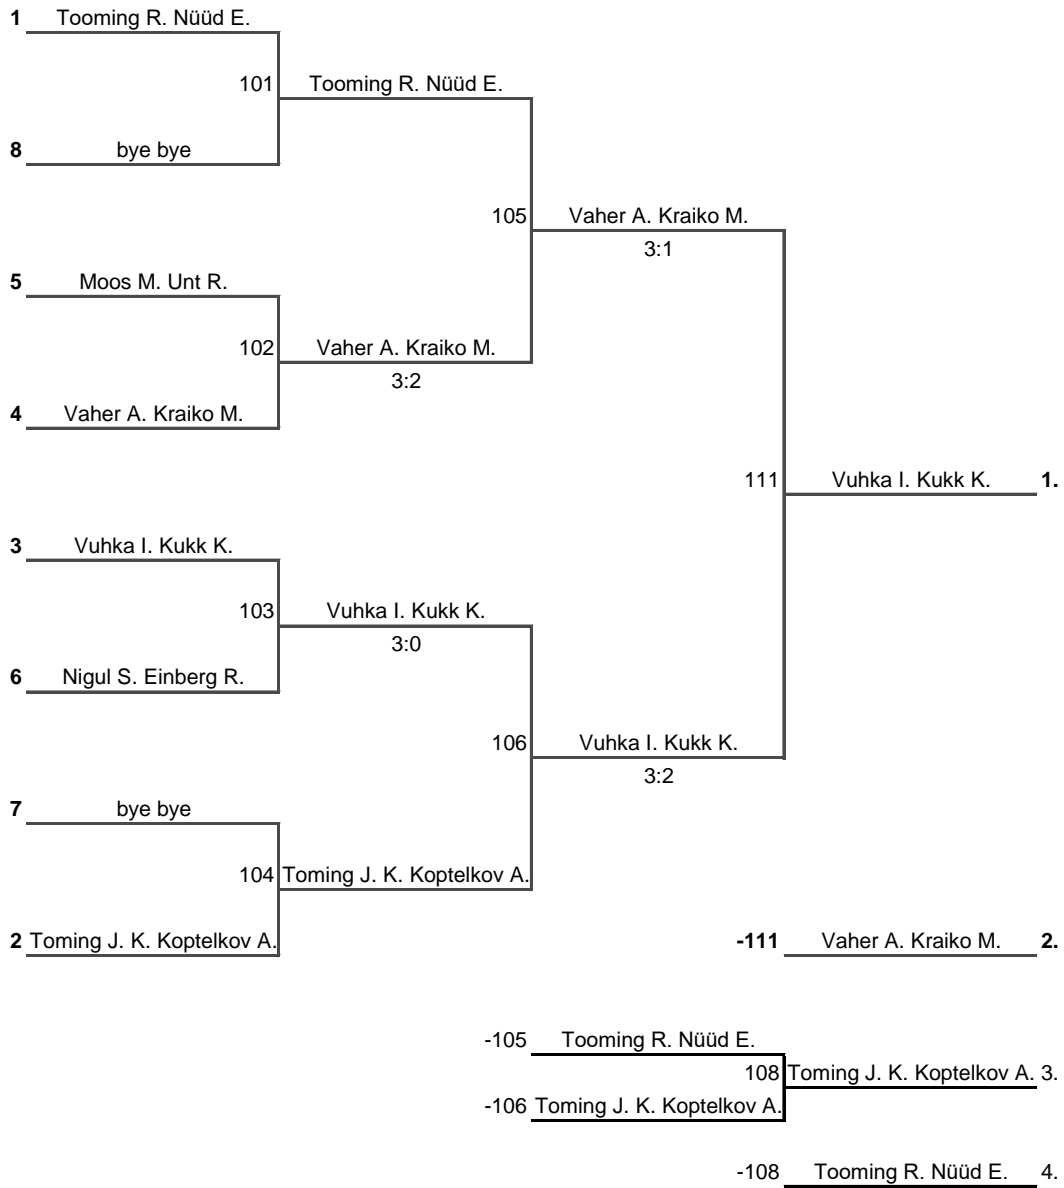 1 Tooming R. Nüüd E.
101 Tooming R. Nüüd E.
8 bye bye
105 Vaher A. Kraiko M.
3:1
5 Moos M. Unt R.
102 Vaher A. Kraiko M.
3:2
4 Vaher A. Kraiko M.
111 Vuhka I. Kukk K. 1.
3 Vuhka I. Kukk K.
103 Vuhka I. Kukk K.
3:0
6 Nigul S. Einberg R.
106 Vuhka I. Kukk K.
3:2
7 bye bye
104 Toming J. K. Koptelkov A.
2 Toming J. K. Koptelkov A.
-111 Vaher A. Kraiko M. 2.
-105 Tooming R. Nüüd E.
108 Toming J. K. Koptelkov A. 3.
-106 Toming J. K. Koptelkov A.
-108 Tooming R. Nüüd E. 4.